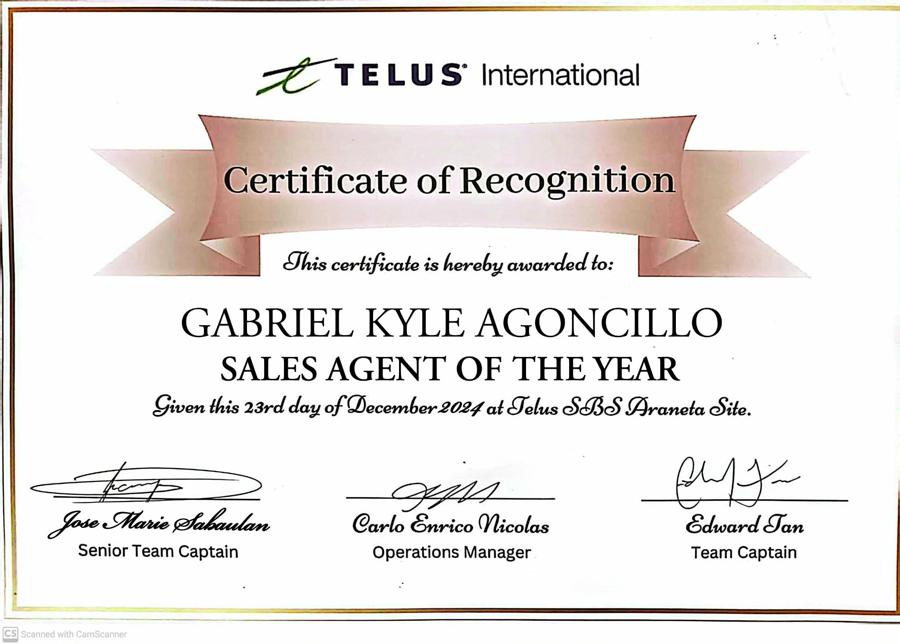 TELUS® International
Certificate of Recognition
This certificate is hereby awarded to:
GABRIEL KYLE AGONCILLO
SALES AGENT OF THE YEAR
Given this 23rd day of December 2024 at Telus SBS Araneta Site.
Jose Marie Sabaulan
Senior Team Captain
Carlo Enrico Nicolas
Operations Manager
Edward Tan
Team Captain
CS Scanned with CamScanner